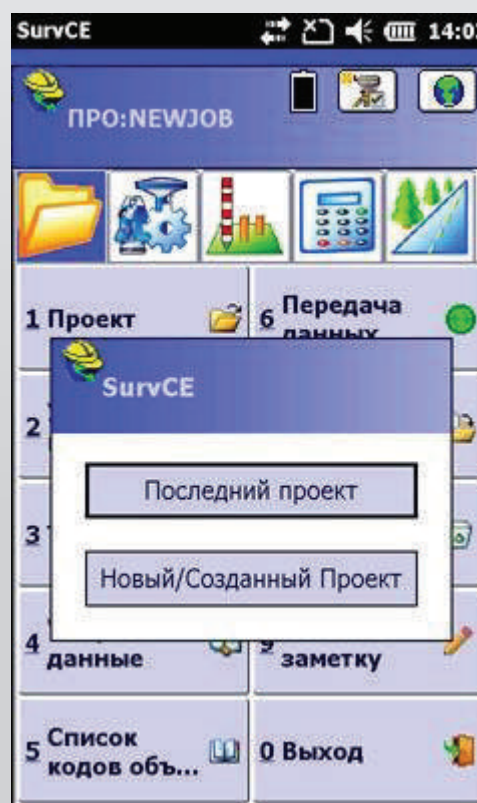 SurvCE
14:0
ПРО:NEWJOB
1 Проект
6 Передача
данных
SurvCE
2
Последний проект
3
Новый/Созданный Проект
4
данные
9
заметку
5 Список
кодов объ...
0 Выход